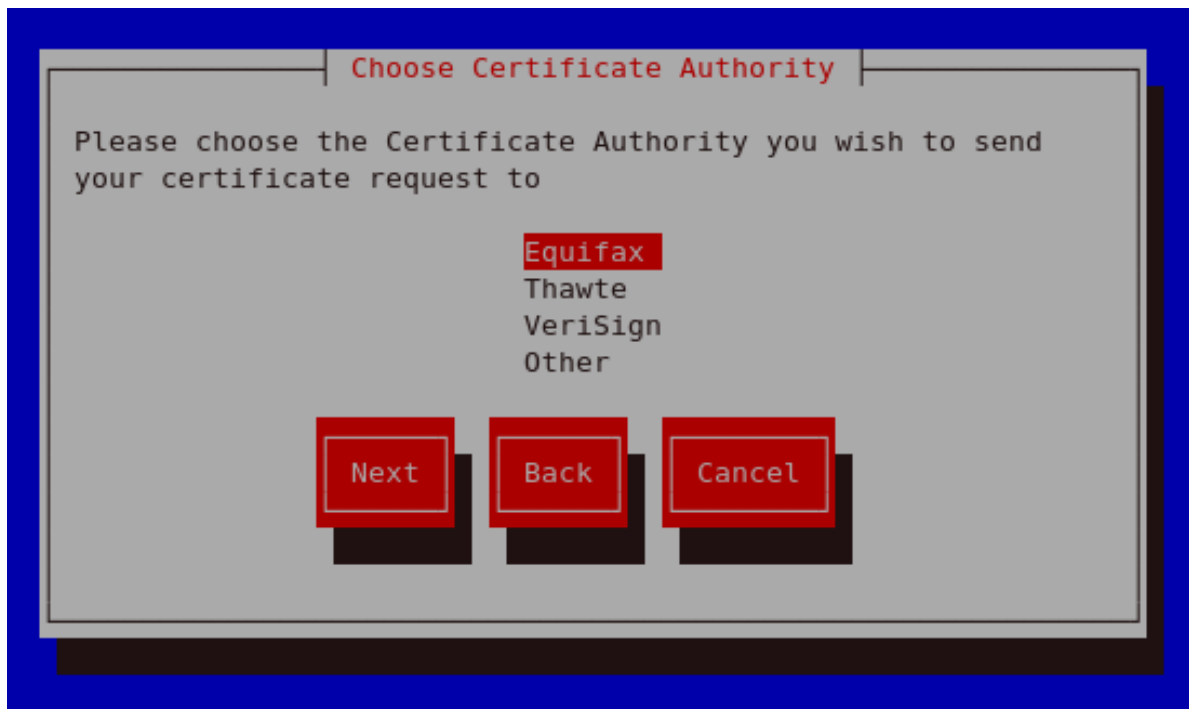 Choose Certificate Authority
Please choose the Certificate Authority you wish to send
your certificate request to
Equifax
Thawte
VeriSign
Other
Next Back Cancel